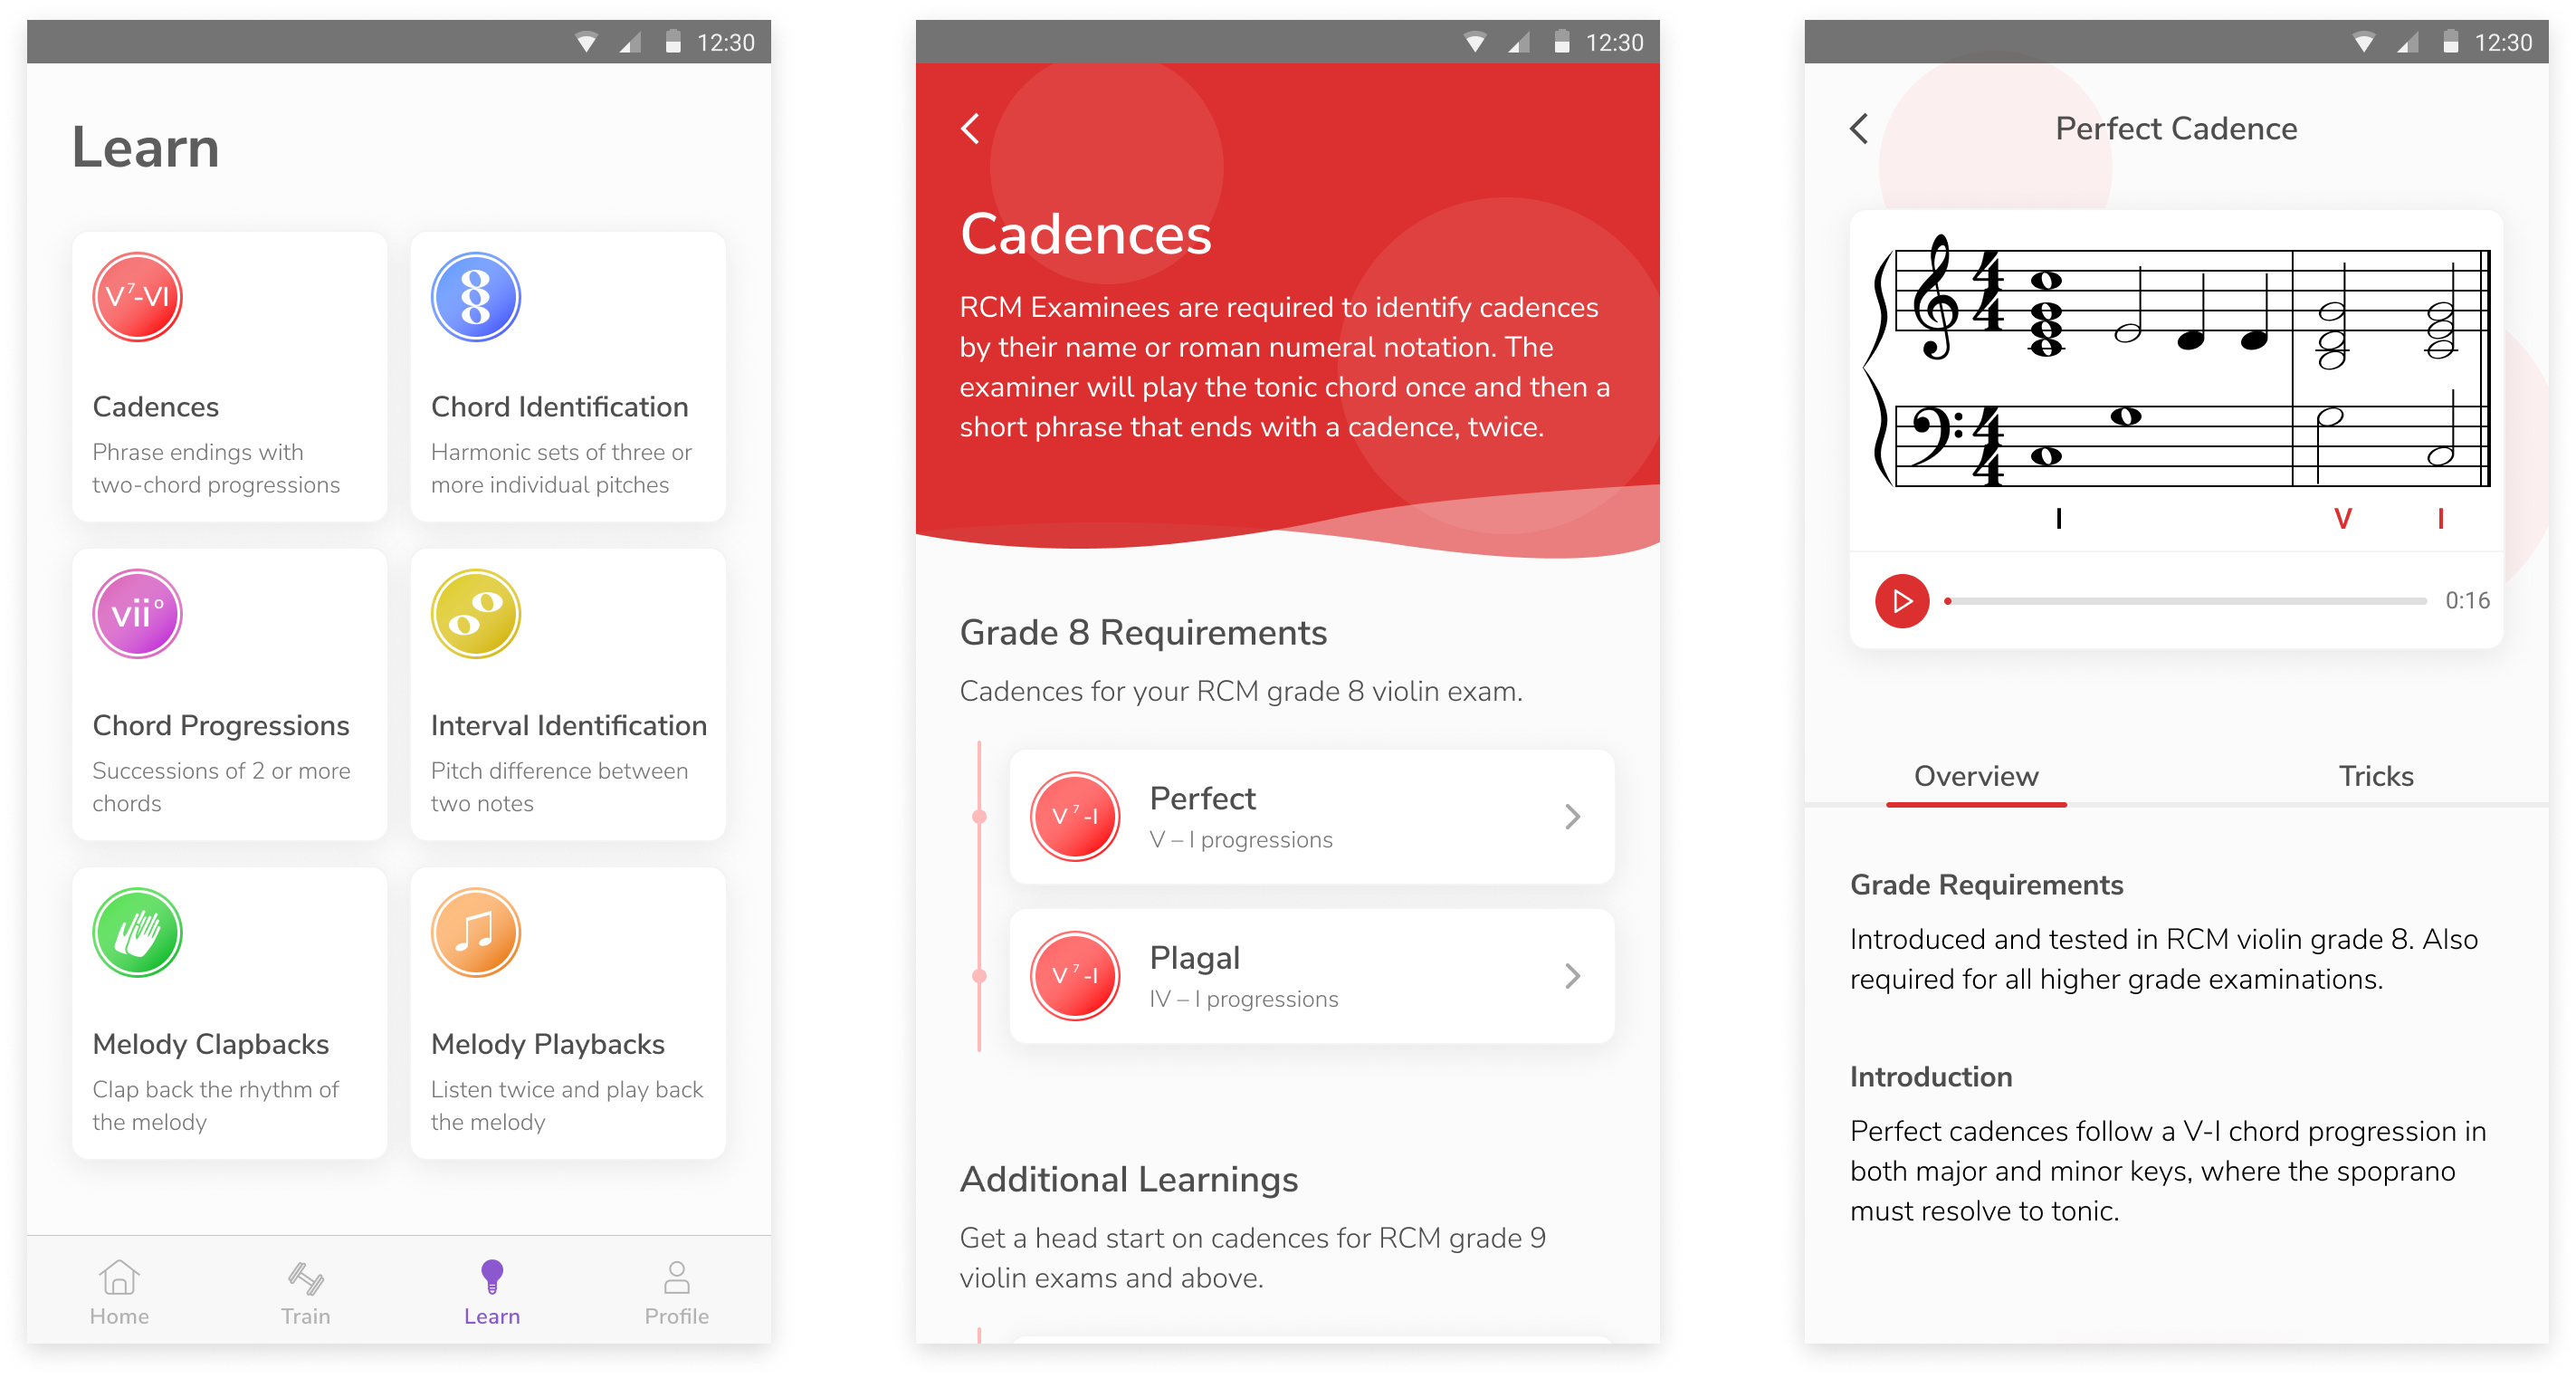 12:30
Learn
V7-VI
Cadences
Phrase endings with
two-chord progressions
Chord Identification
Harmonic sets of three or
more individual pitches
vii°
Chord Progressions
Successions of 2 or more
chords
Interval Identification
Pitch difference between
two notes
Melody Clapbacks
Clap back the rhythm of
the melody
Melody Playbacks
Listen twice and play back
the melody
Home
Train
Learn
Profile
12:30
Cadences
RCM Examinees are required to identify cadences
by their name or roman numeral notation. The
examiner will play the tonic chord once and then a
short phrase that ends with a cadence, twice.
Grade 8 Requirements
Cadences for your RCM grade 8 violin exam.
V7-I
Perfect
V – I progressions
V7-I
Plagal
IV – I progressions
Additional Learnings
Get a head start on cadences for RCM grade 9
violin exams and above.
12:30
Perfect Cadence
4
4
4
4
I V I
0:16
Overview Tricks
Grade Requirements
Introduced and tested in RCM violin grade 8. Also
required for all higher grade examinations.
Introduction
Perfect cadences follow a V-I chord progression in
both major and minor keys, where the spoprano
must resolve to tonic.